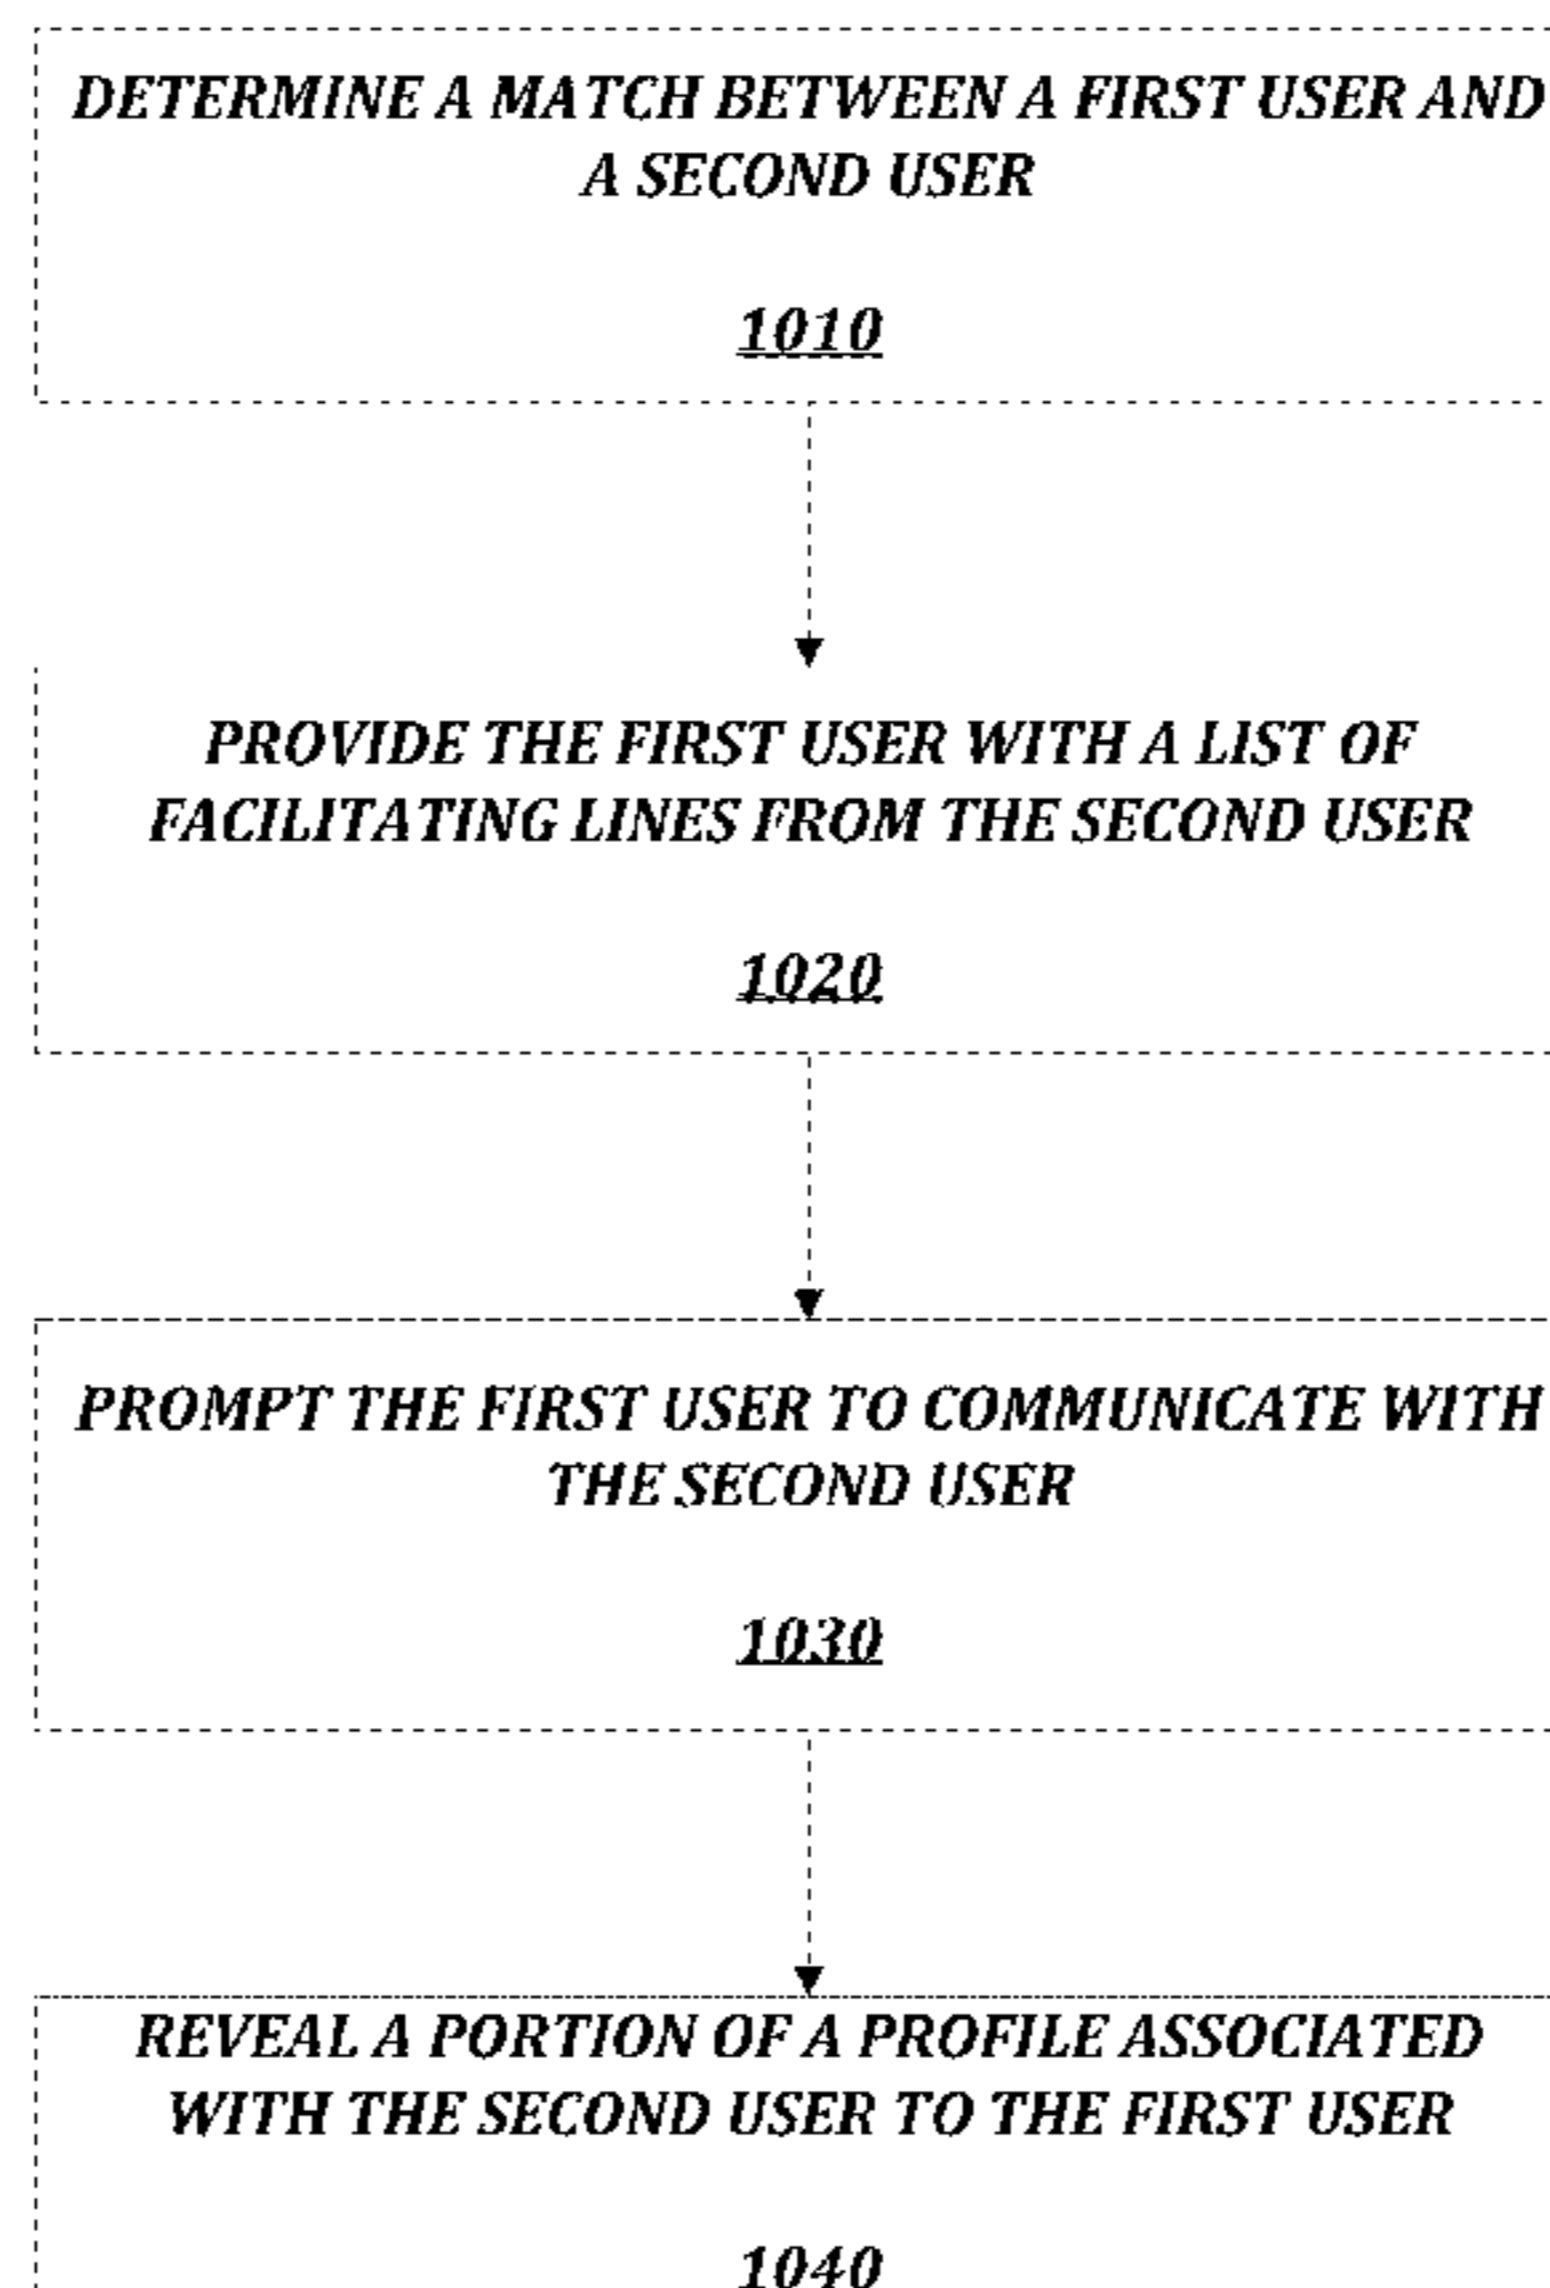 DETERMINE A MATCH BETWEEN A FIRST USER AND
A SECOND USER
1010
PROVIDE THE FIRST USER WITH A LIST OF
FACILITATING LINES FROM THE SECOND USER
1020
PROMPT THE FIRST USER TO COMMUNICATE WITH
THE SECOND USER
1030
REVEAL A PORTION OF A PROFILE ASSOCIATED
WITH THE SECOND USER TO THE FIRST USER
1040